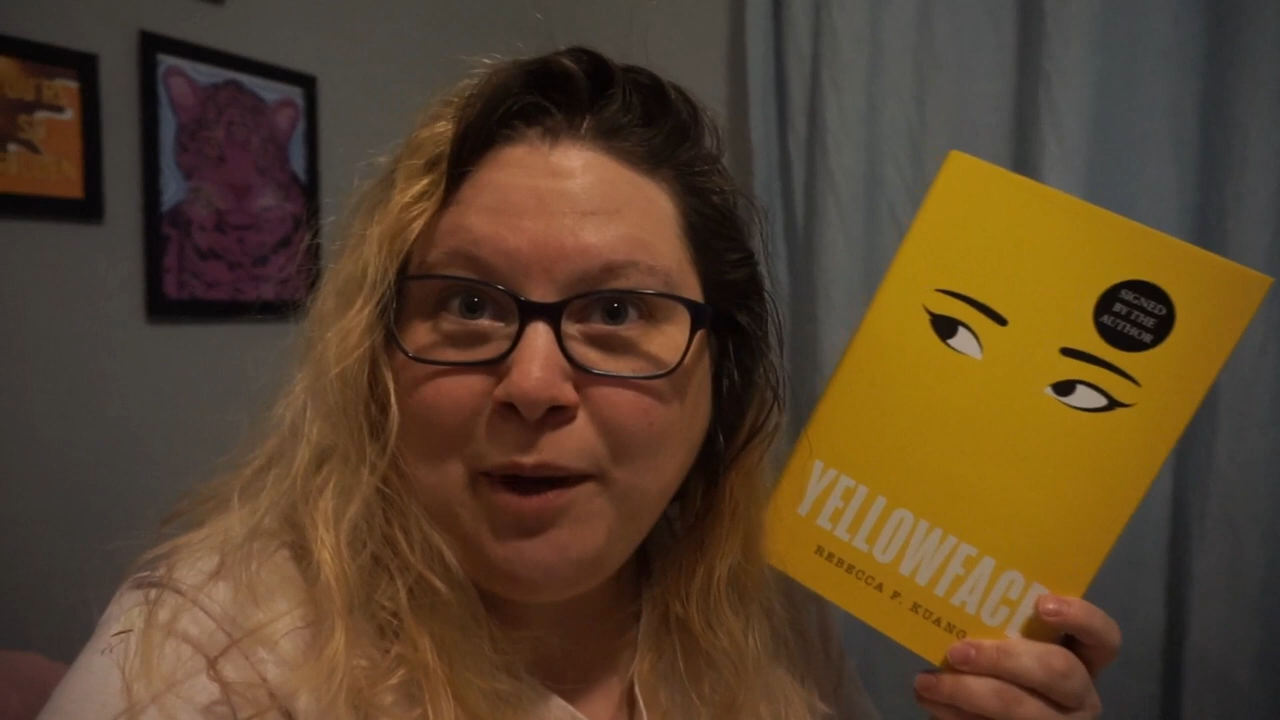 SIGNED
BY THE
AUTHOR
YELLOWFACE
REBECCA F. KUANG